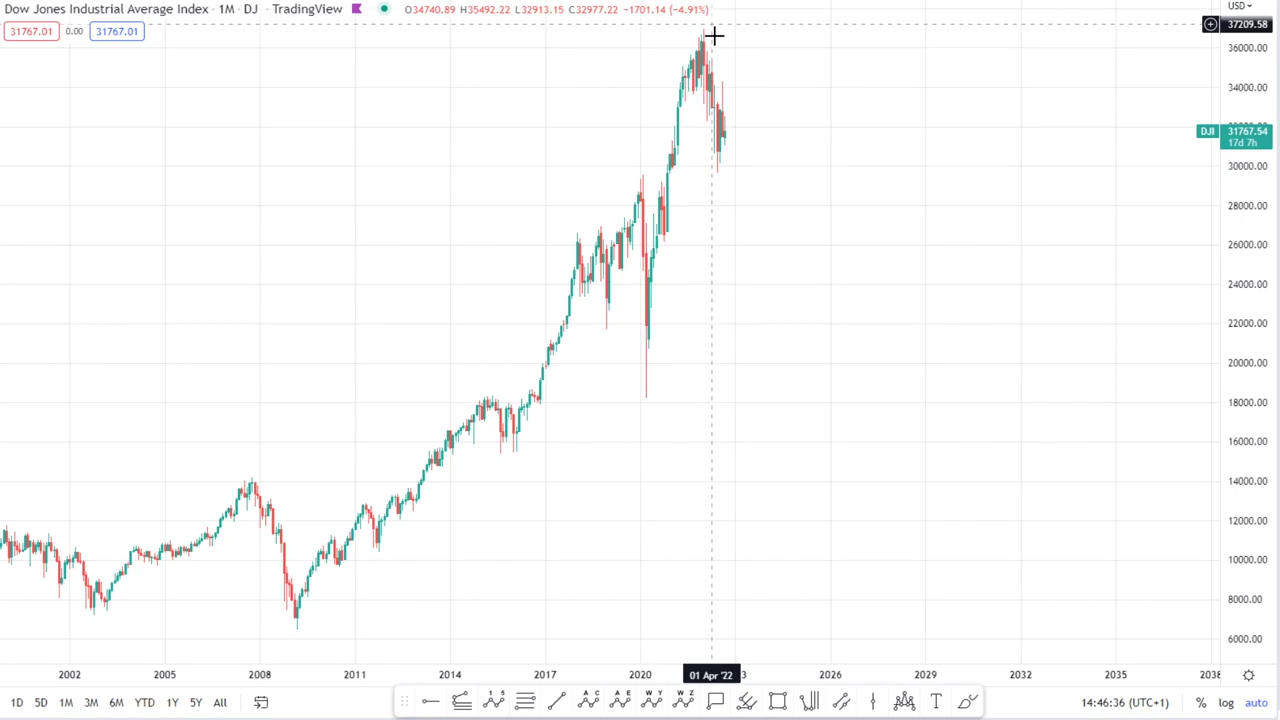 Dow Jones Industrial Average Index · 1M · DJ · TradingView O34740.89 H35492.22 L32913.15 C32977.22 −1701.14 (−4.91%) USD
31767.01 0.00 31767.01
37209.58
36000.00
34000.00
DJI 31767.54
17d 7h
30000.00
28000.00
26000.00
24000.00
22000.00
20000.00
18000.00
16000.00
14000.00
12000.00
10000.00
8000.00
6000.00
2002 2005 2008 2011 2014 2017 2020 01 Apr '22 3 2026 2029 2032 2035 2038
1D 5D 1M 3M 6M YTD 1Y 5Y All 1 5 A C A E W Y W Z T 14:46:36 (UTC+1) % log auto